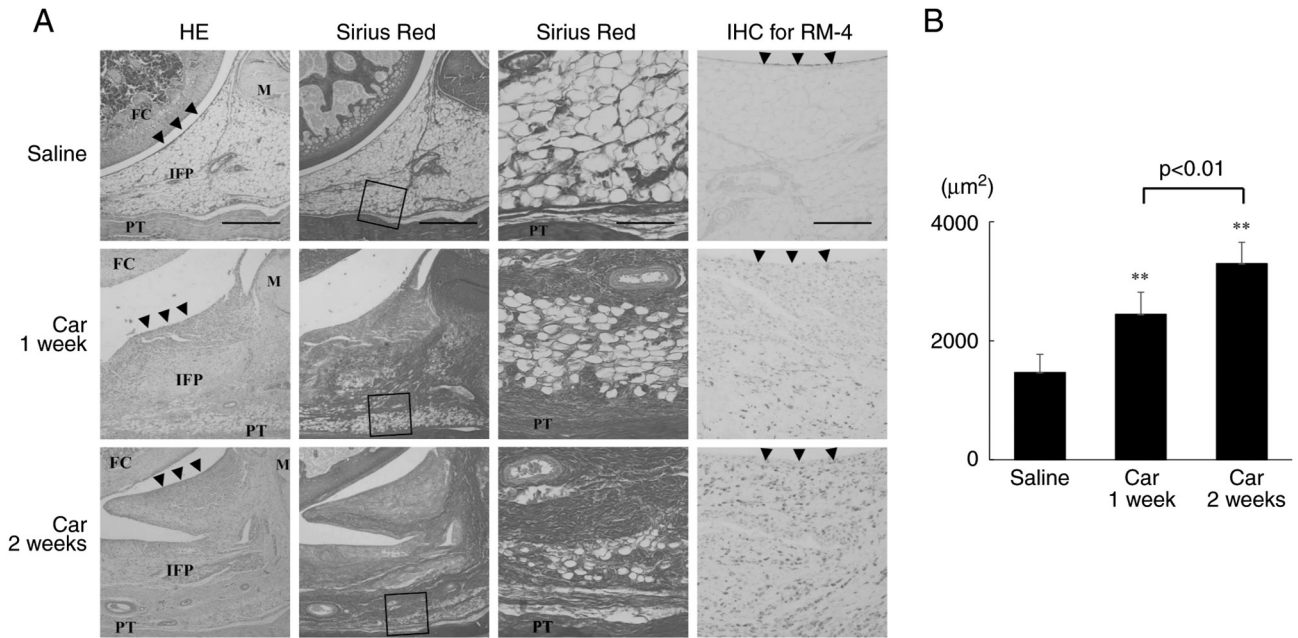 A
HE
Sirius Red
Sirius Red
IHC for RM-4
Saline
FC
M
IFP
PT
PT
Car
1 week
FC
M
IFP
PT
PT
Car
2 weeks
FC
M
IFP
PT
PT
B
(μm²)
p<0.01
4000
2000
0
**
**
Saline
Car
1 week
Car
2 weeks